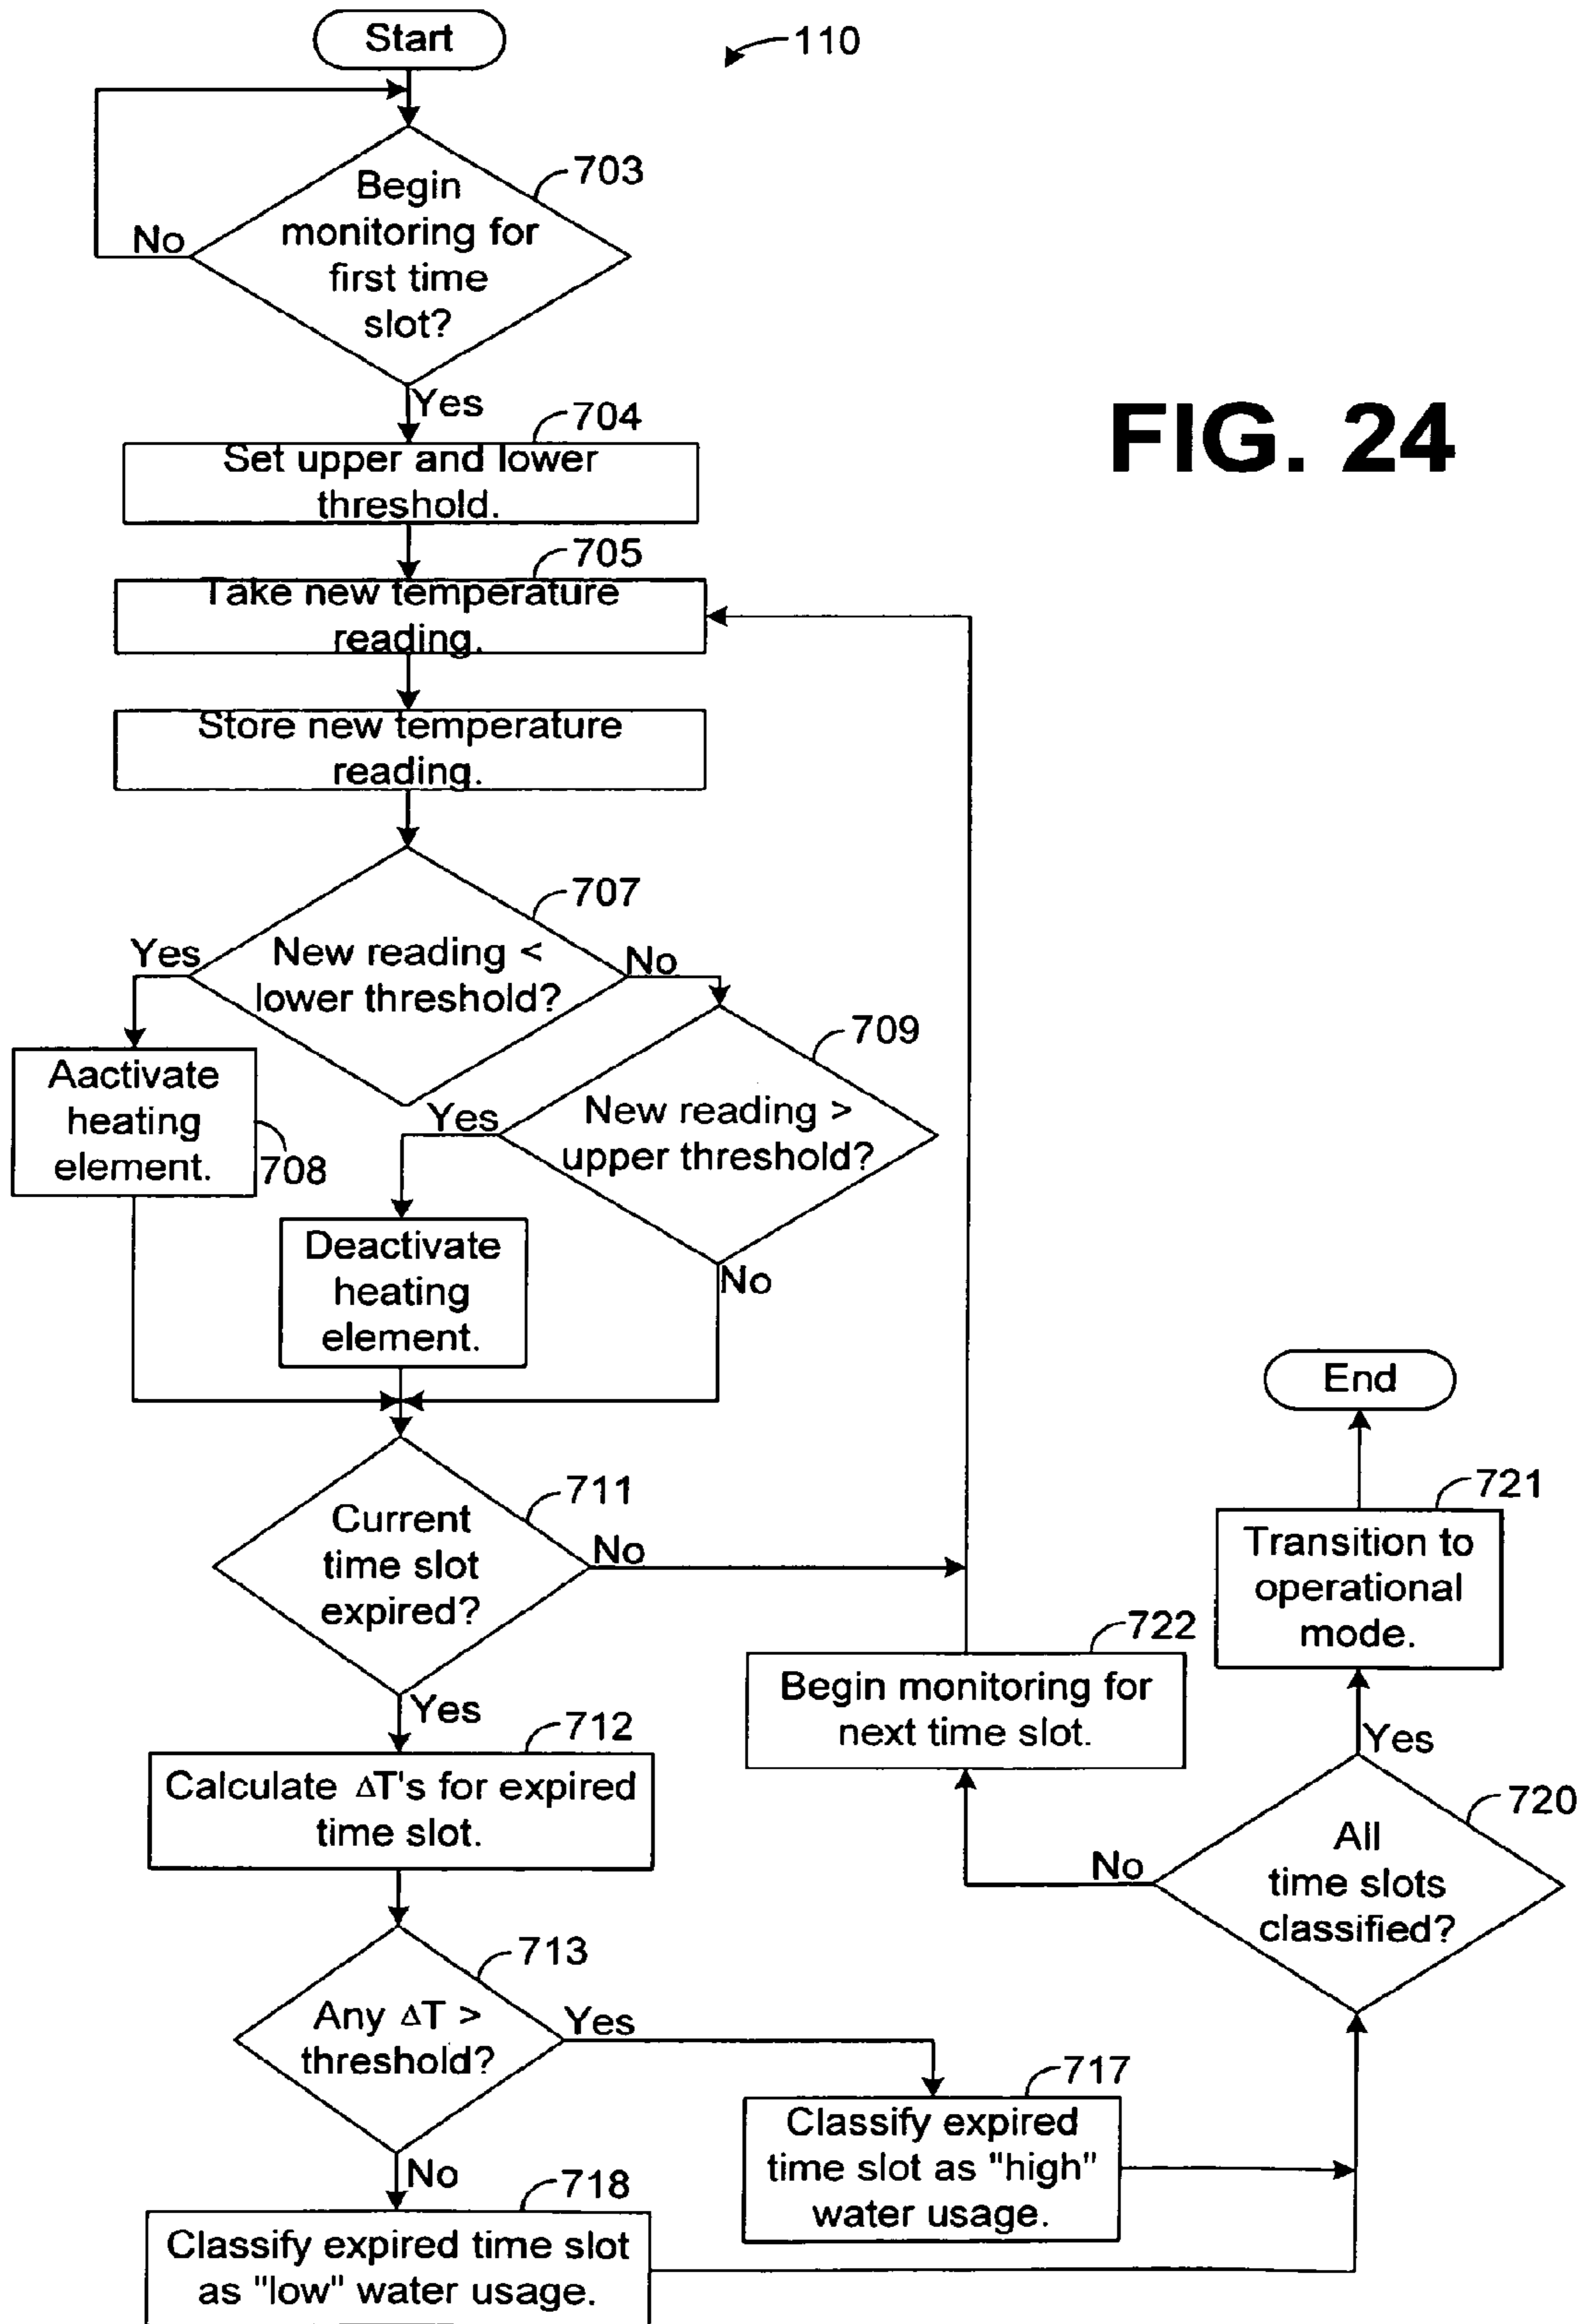 Start
110
703
Begin
monitoring for
first time
slot?
No
Yes
FIG. 24
704
Set upper and lower
threshold.
705
Take new temperature
reading.
Store new temperature
reading.
707
Yes
New reading <
lower threshold?
No
709
Aactivate
heating
element.
708
Yes
New reading >
upper threshold?
No
Deactivate
heating
element.
End
711
Current
time slot
expired?
No
Yes
721
Transition to
operational
mode.
722
Begin monitoring for
next time slot.
Yes
712
Calculate ΔT's for expired
time slot.
720
All
time slots
classified?
No
713
Any ΔT >
threshold?
Yes
No
717
Classify expired
time slot as "high"
water usage.
718
Classify expired time slot
as "low" water usage.